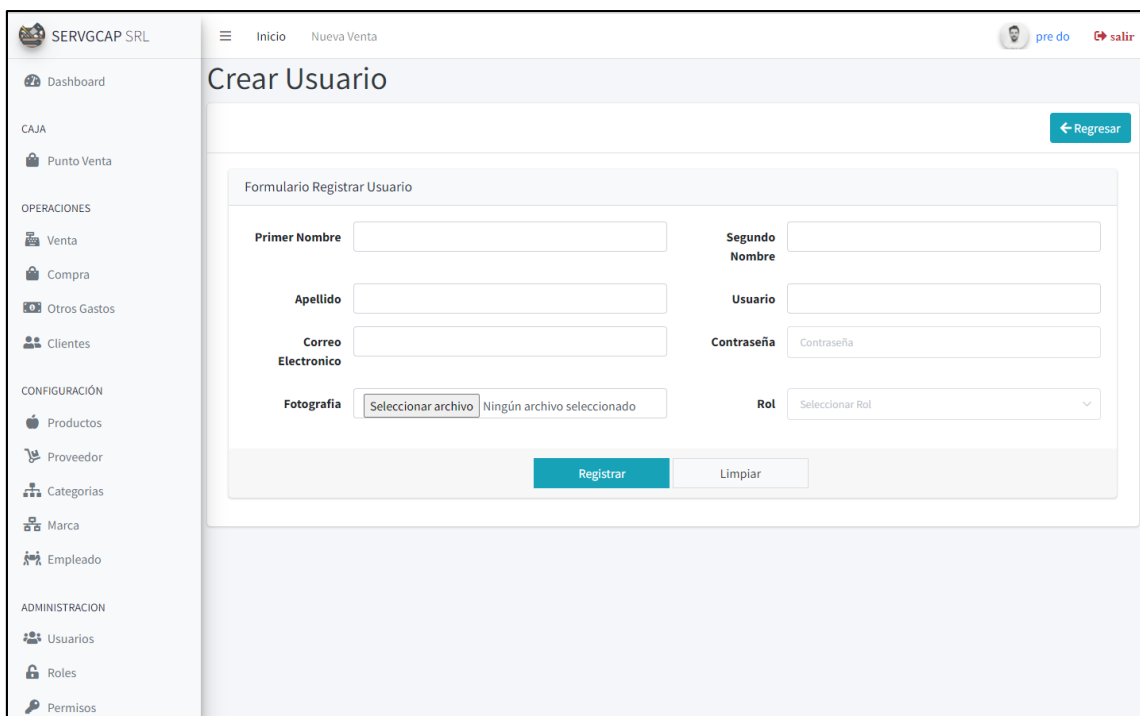 SERVGCAP SRL
Inicio Nueva Venta
pre do salir
Dashboard
CAJA
Punto Venta
OPERACIONES
Venta
Compra
Otros Gastos
Clientes
CONFIGURACIÓN
Productos
Proveedor
Categorias
Marca
Empleado
ADMINISTRACION
Usuarios
Roles
Permisos
Crear Usuario
Regresar
Formulario Registrar Usuario
Primer Nombre
Segundo
Nombre
Apellido
Usuario
Correo
Electronico
Contraseña Contraseña
Fotografia Seleccionar archivo Ningún archivo seleccionado
Rol Seleccionar Rol
Registrar Limpiar